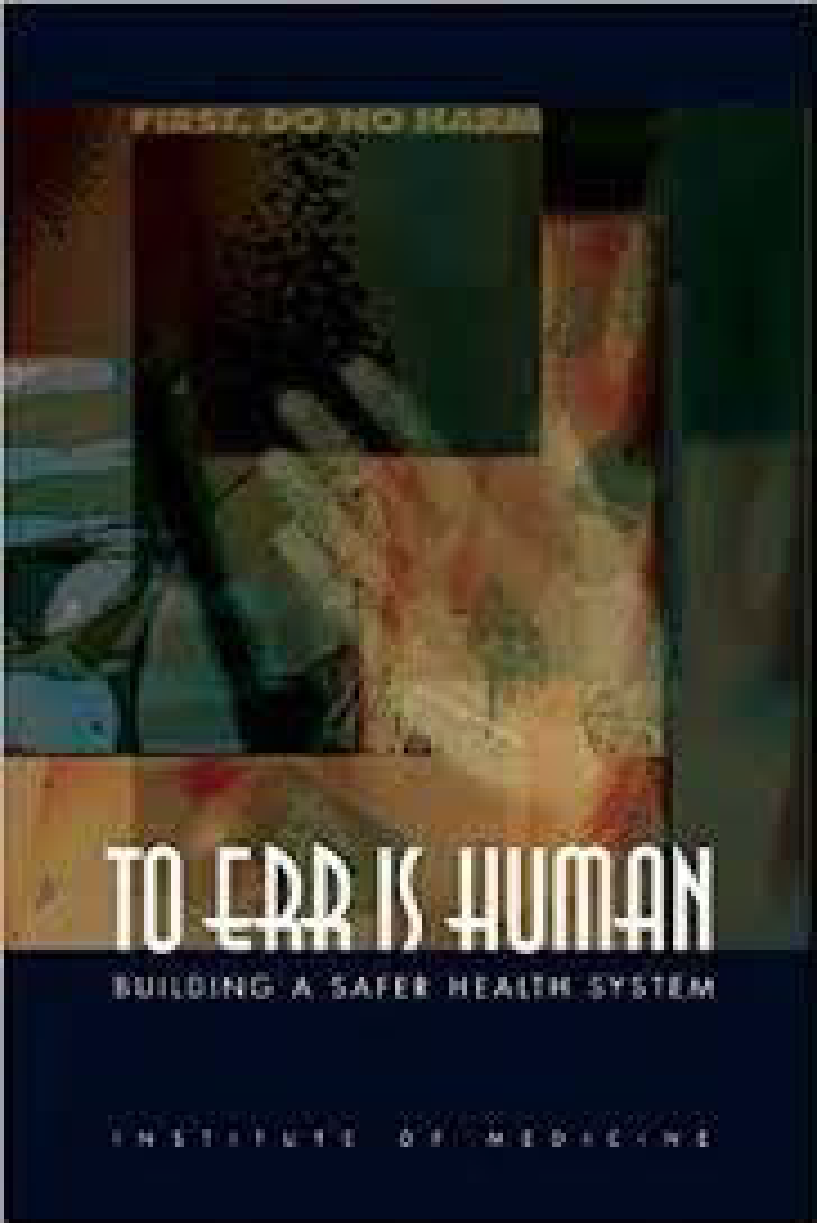 FIRST, DO NO HARM
TO ERR IS HUMAN
BUILDING A SAFER HEALTH SYSTEM
INSTITUTE OF MEDICINE